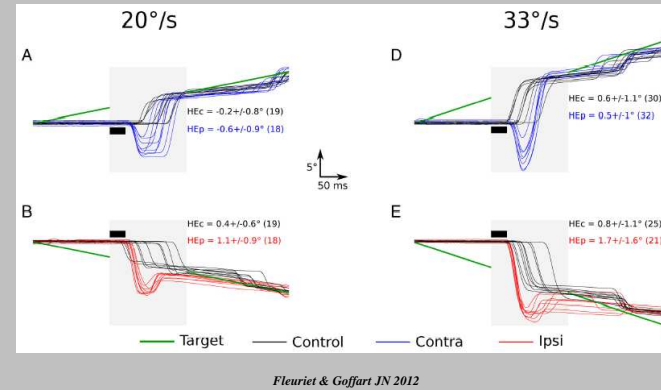 20°/s
33°/s
A
HEc = -0.2+/-0.8° (19)
HEp = -0.6+/-0.9° (18)
D
HEc = 0.6+/-1.1° (30)
HEp = 0.5+/-1° (32)
5°
50 ms
B
HEc = 0.4+/-0.6° (19)
HEp = 1.1+/-0.9° (18)
E
HEc = 0.8+/-1.1° (25)
HEp = 1.7+/-1.6° (21)
Target Control Contra Ipsi
Fleuriet & Goffart JN 2012